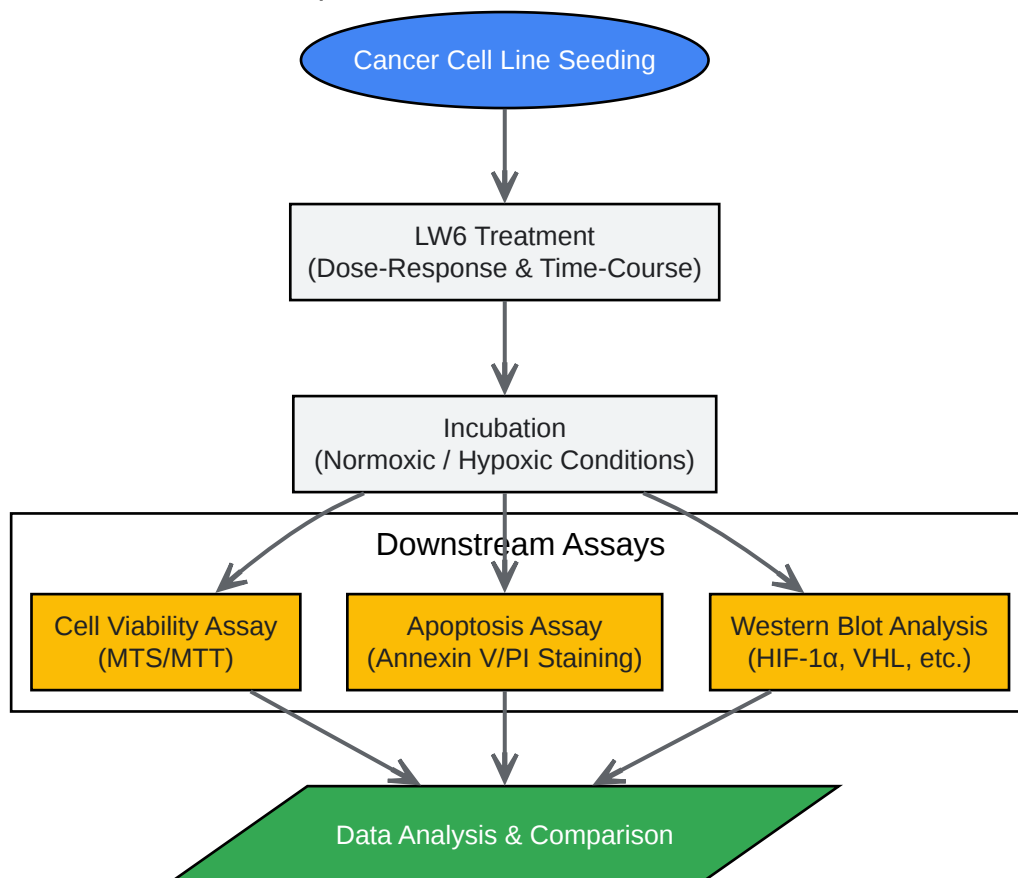 Cancer Cell Line Seeding
LW6 Treatment
(Dose-Response & Time-Course)
Incubation
(Normoxic / Hypoxic Conditions)
Downstream Assays
Cell Viability Assay
(MTS/MTT)
Apoptosis Assay
(Annexin V/PI Staining)
Western Blot Analysis
(HIF-1α, VHL, etc.)
Data Analysis & Comparison